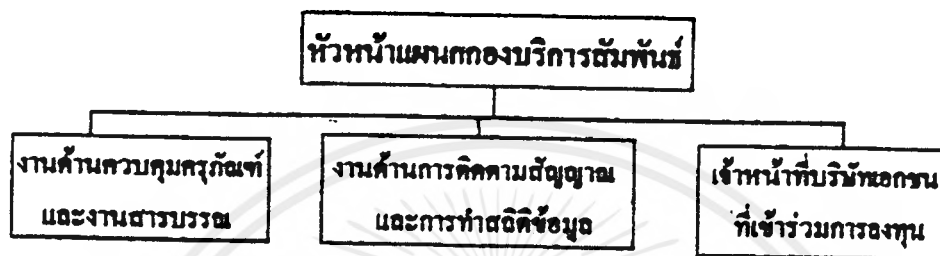 หัวหน้าแผนกกองบริการสัมพันธ์
งานด้านควบคุมครุภัณฑ์
และงานสารบรรณ
งานด้านการติดตามสัญญาณ
และการทำสถิติข้อมูล
เจ้าหน้าที่บริษัทเอกชน
ที่เข้าร่วมการลงทุน